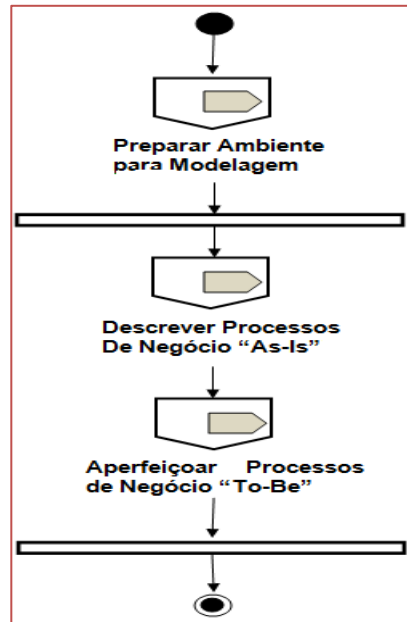 Preparar Ambiente
para Modelagem
Descrever Processos
De Negócio “As-Is”
Aperfeiçoar Processos
de Negócio “To-Be”